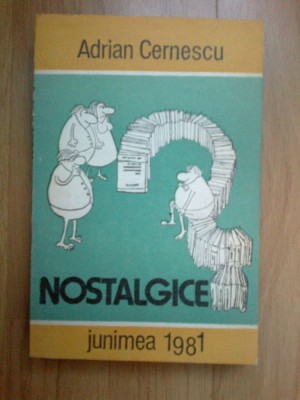 Adrian Cernescu
NOSTALGICE
junimea 1981